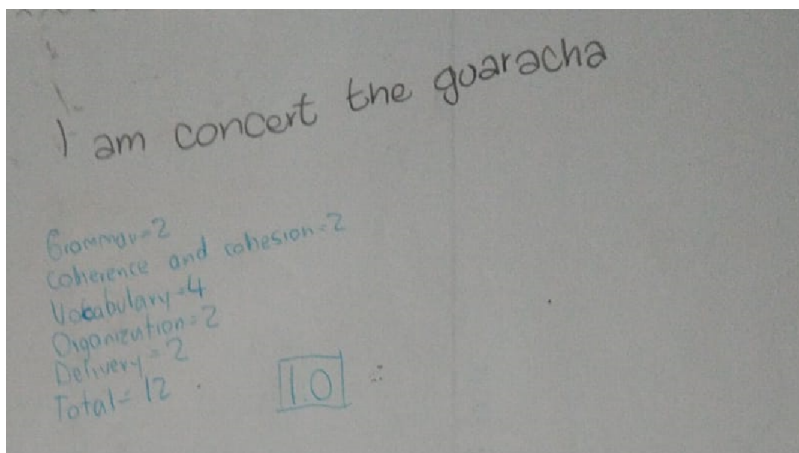 I am concert the guaracha
Grammar=2
Coherence and cohesion=2
Vocabulary=4
Organization=2
Delivery=2
Total=12
1.0